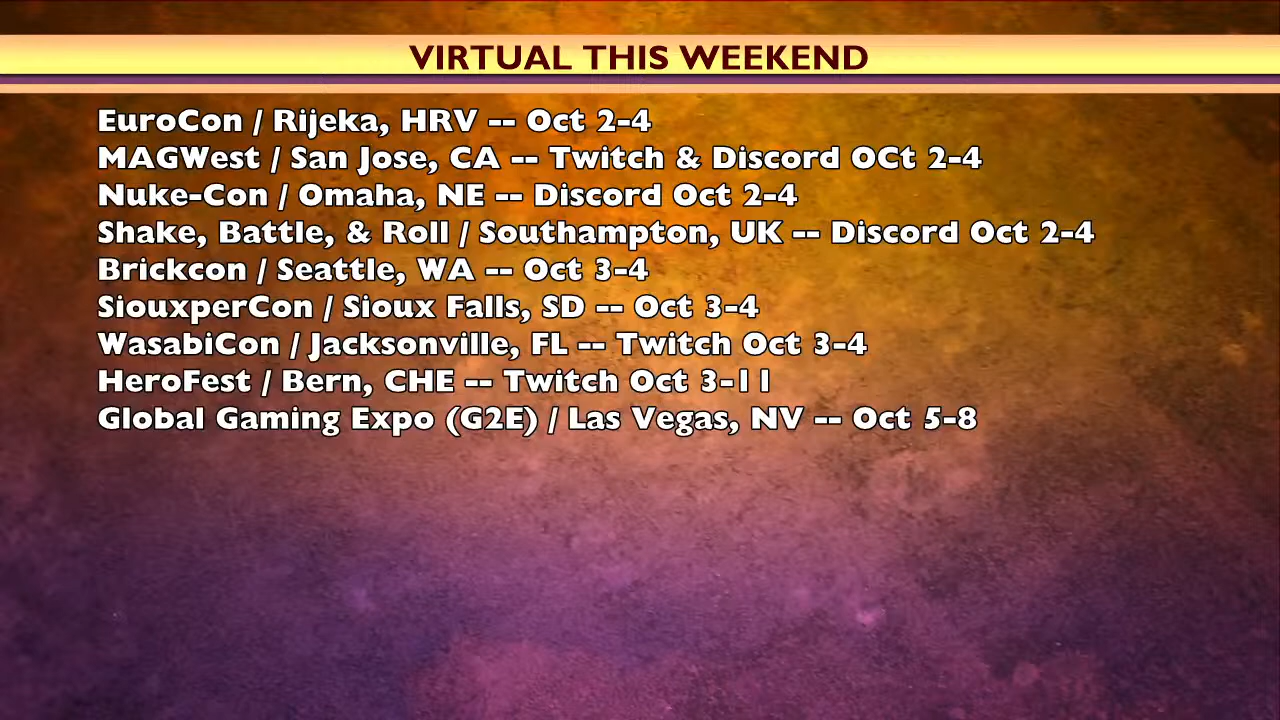 VIRTUAL THIS WEEKEND
EuroCon / Rijeka, HRV -- Oct 2-4
MAGWest / San Jose, CA -- Twitch & Discord OCt 2-4
Nuke-Con / Omaha, NE -- Discord Oct 2-4
Shake, Battle, & Roll / Southampton, UK -- Discord Oct 2-4
Brickcon / Seattle, WA -- Oct 3-4
SiouxperCon / Sioux Falls, SD -- Oct 3-4
WasabiCon / Jacksonville, FL -- Twitch Oct 3-4
HeroFest / Bern, CHE -- Twitch Oct 3-11
Global Gaming Expo (G2E) / Las Vegas, NV -- Oct 5-8